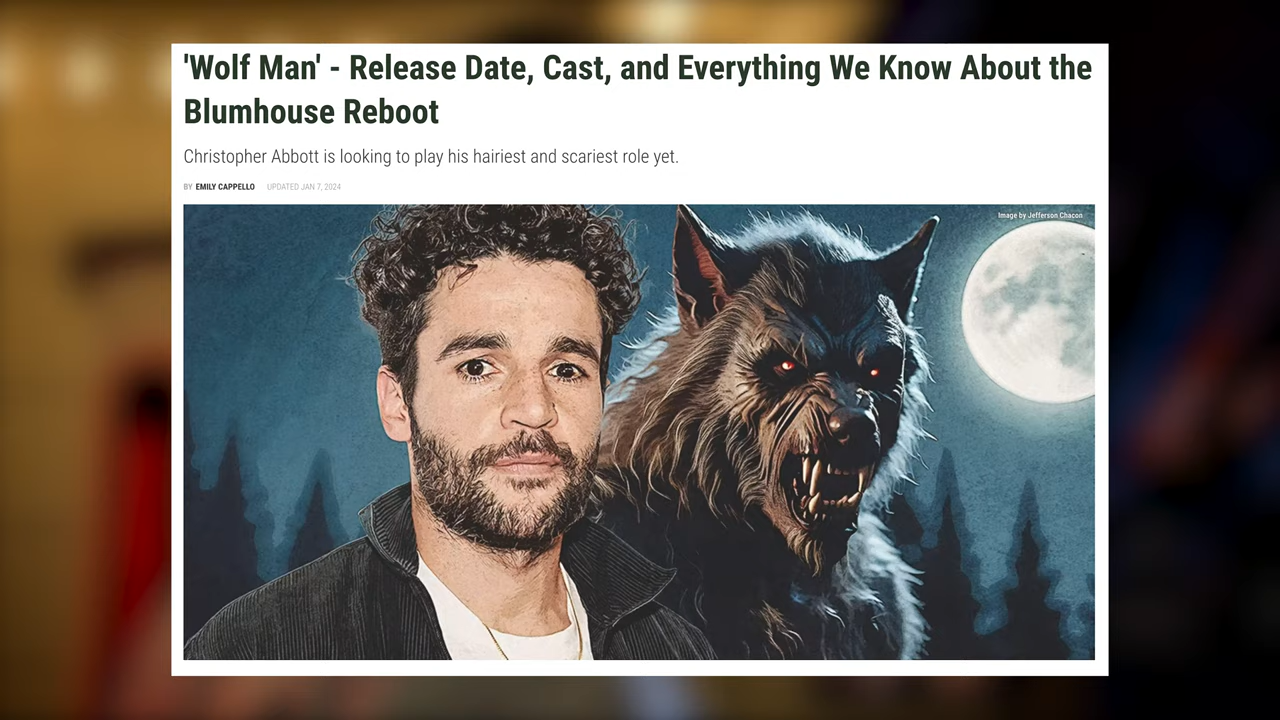 'Wolf Man' - Release Date, Cast, and Everything We Know About the
Blumhouse Reboot
Christopher Abbott is looking to play his hairiest and scariest role yet.
BY EMILY CAPPELLO UPDATED JAN 7, 2024
Image by Jefferson Chacon